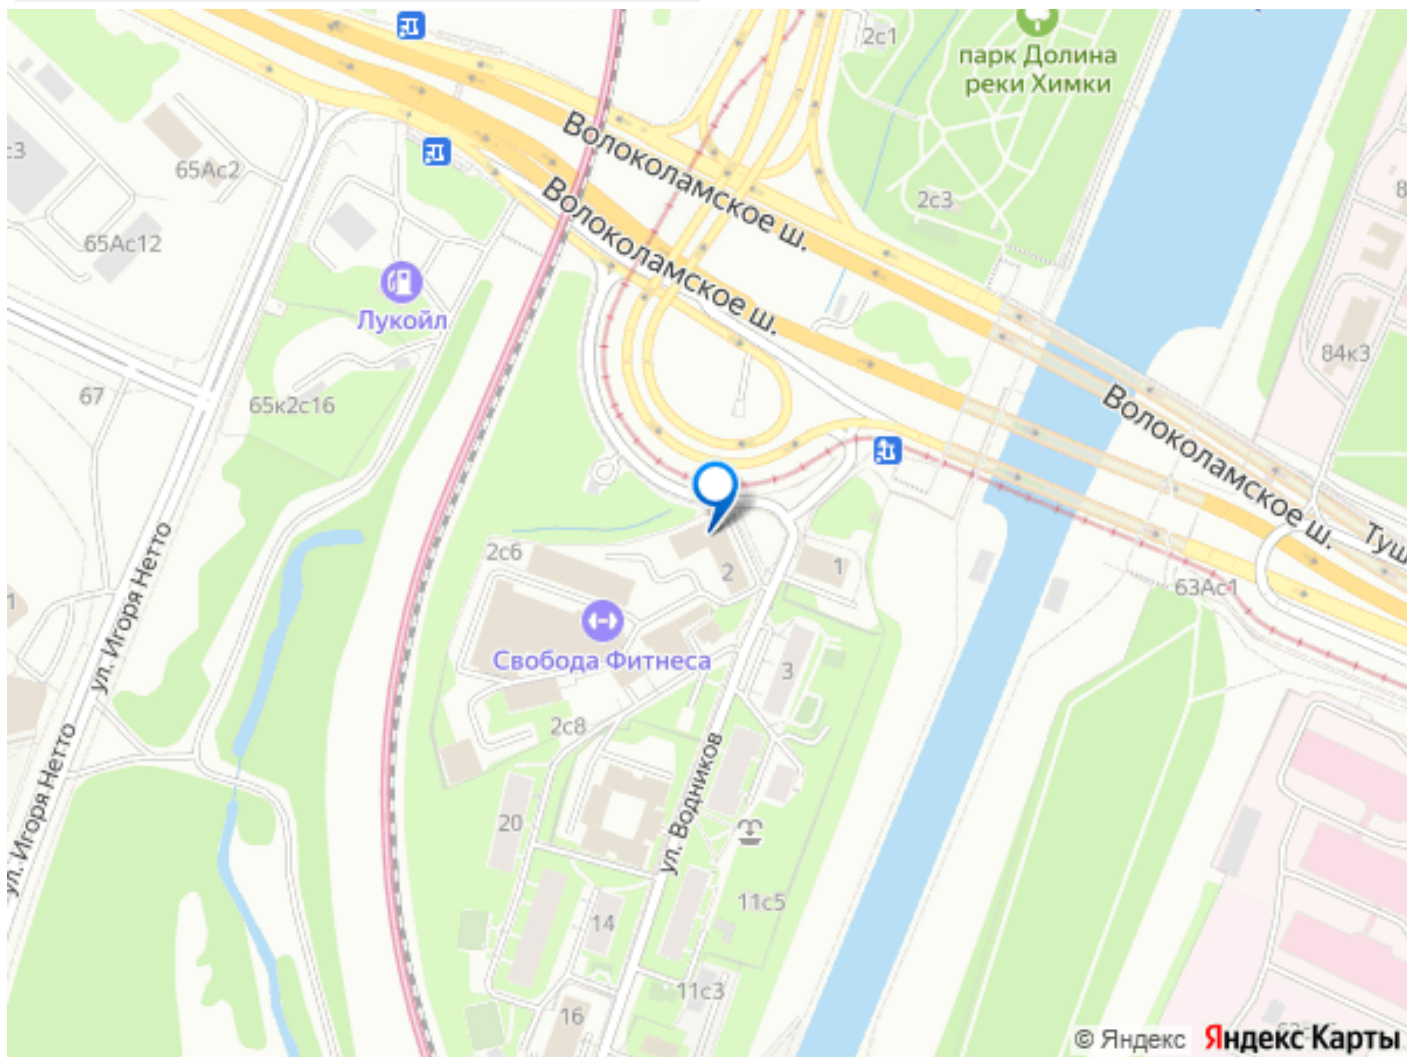 2с1
парк Долина
реки Химки
Волоколамское ш.
65Ас2
Волоколамское ш.
2с3
65Ас12
Лукойл
84к3
67
65к2с16
Волоколамское ш.
Туш
ул. Игоря Нетто
2с6
2
1
63Ас1
Свобода Фитнеса
3
2с8
ул. Игоря Нетто
ул. Водников
20
11с5
14
11с3
16
© Яндекс Яндекс Карты